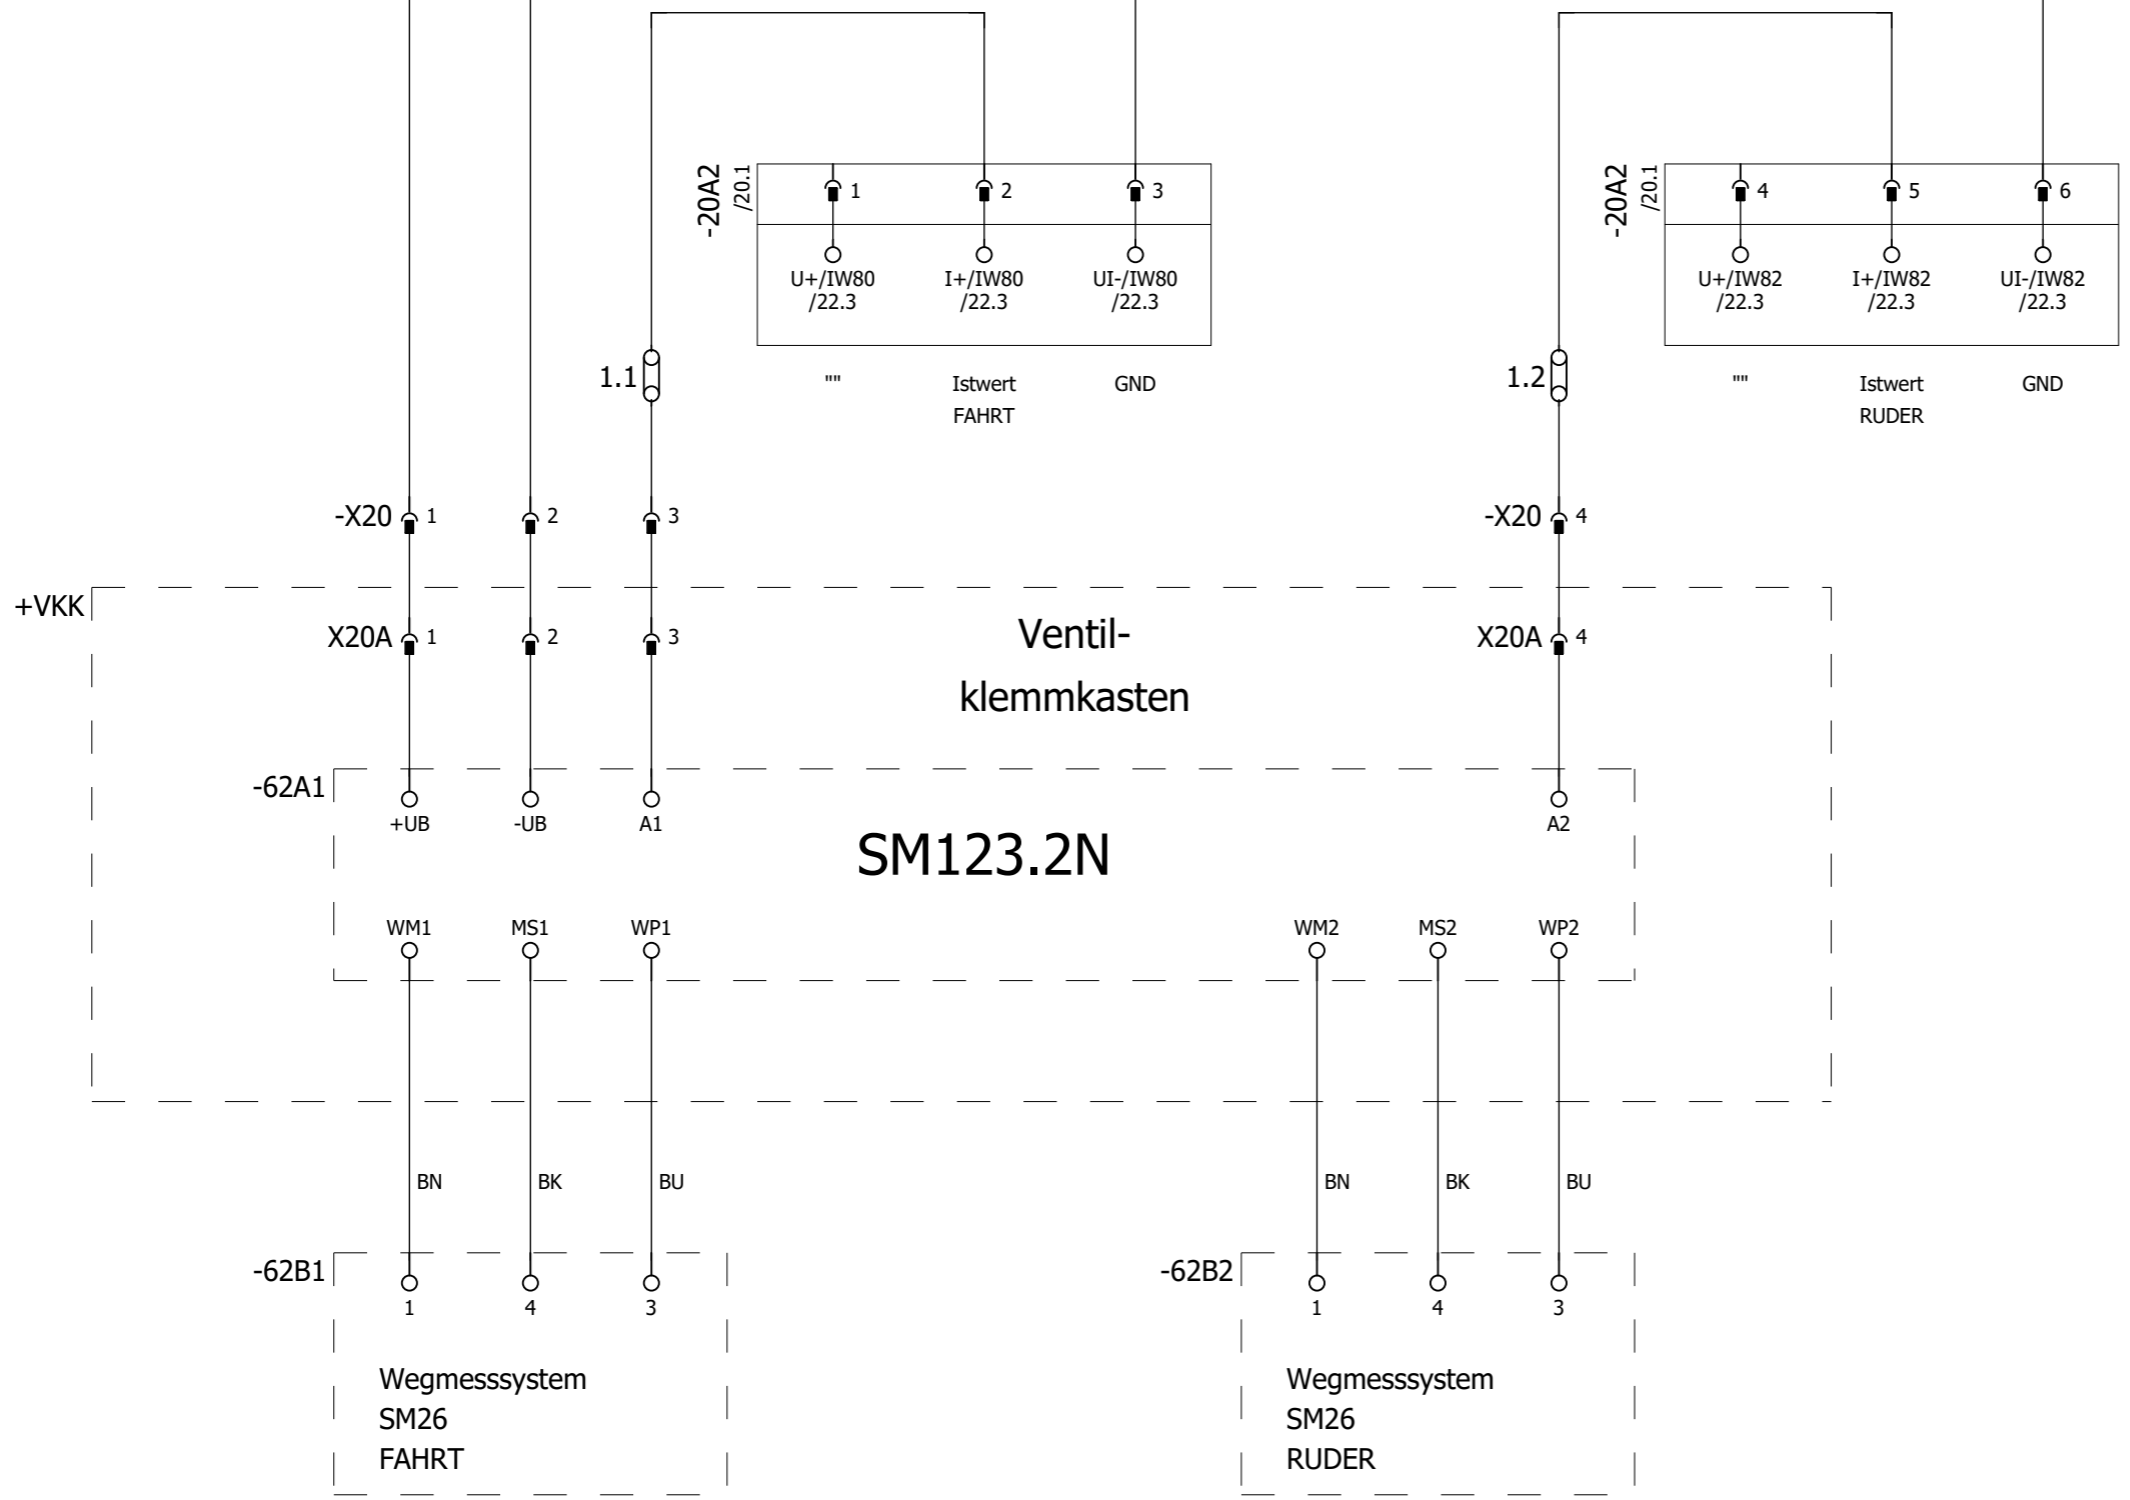 -20A2
/20.1
1
2
3
U+/IW80
/22.3
I+/IW80
/22.3
UI-/IW80
/22.3
-20A2
/20.1
4
5
6
U+/IW82
/22.3
I+/IW82
/22.3
UI-/IW82
/22.3
1.1
""
Istwert
FAHRT
GND
1.2
""
Istwert
RUDER
GND
-X20
1
2
3
-X20
4
+VKK
X20A
1
2
3
Ventil-
klemmkasten
X20A
4
-62A1
+UB
-UB
A1
A2
SM123.2N
WM1
MS1
WP1
WM2
MS2
WP2
BN
BK
BU
BN
BK
BU
-62B1
1
4
3
-62B2
1
4
3
Wegmesssystem
SM26
FAHRT
Wegmesssystem
SM26
RUDER